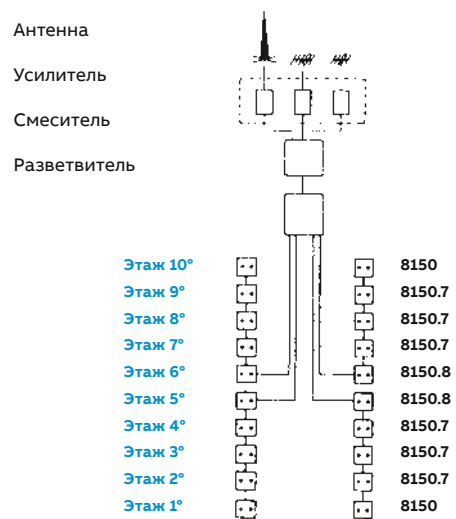 Антенна
Усилитель
Смеситель
Разветвитель
Этаж 10° 8150
Этаж 9° 8150.7
Этаж 8° 8150.7
Этаж 7° 8150.7
Этаж 6° 8150.8
Этаж 5° 8150.8
Этаж 4° 8150.7
Этаж 3° 8150.7
Этаж 2° 8150.7
Этаж 1° 8150